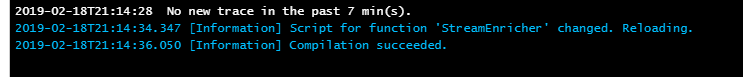 2019-02-18T21:14:28  No new trace in the past 7 min(s).
2019-02-18T21:14:34.347 [Information] Script for function 'StreamEnricher' changed. Reloading.
2019-02-18T21:14:36.050 [Information] Compilation succeeded.